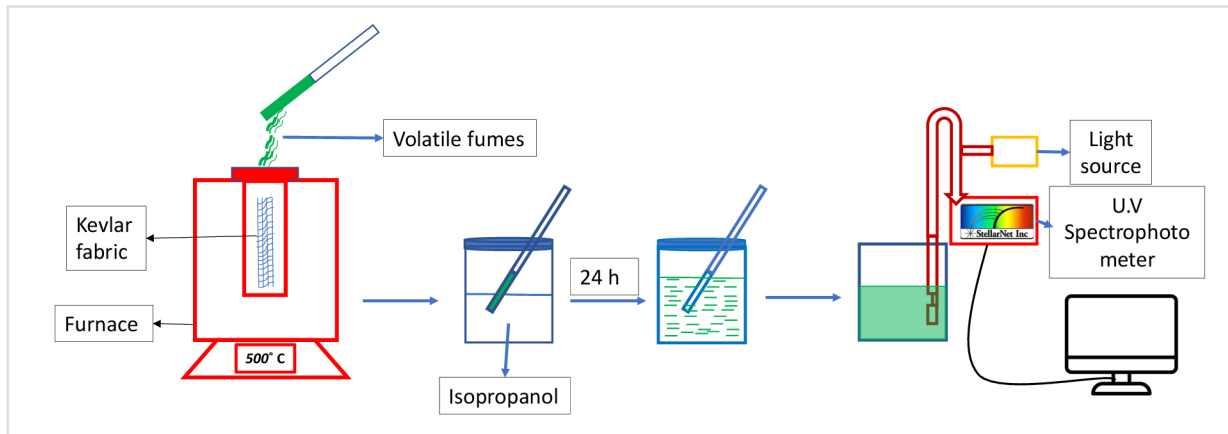 Volatile fumes
Kevlar
fabric
Furnace
500° C
Isopropanol
24 h
Light
source
StellarNet Inc
U.V
Spectrophoto
meter